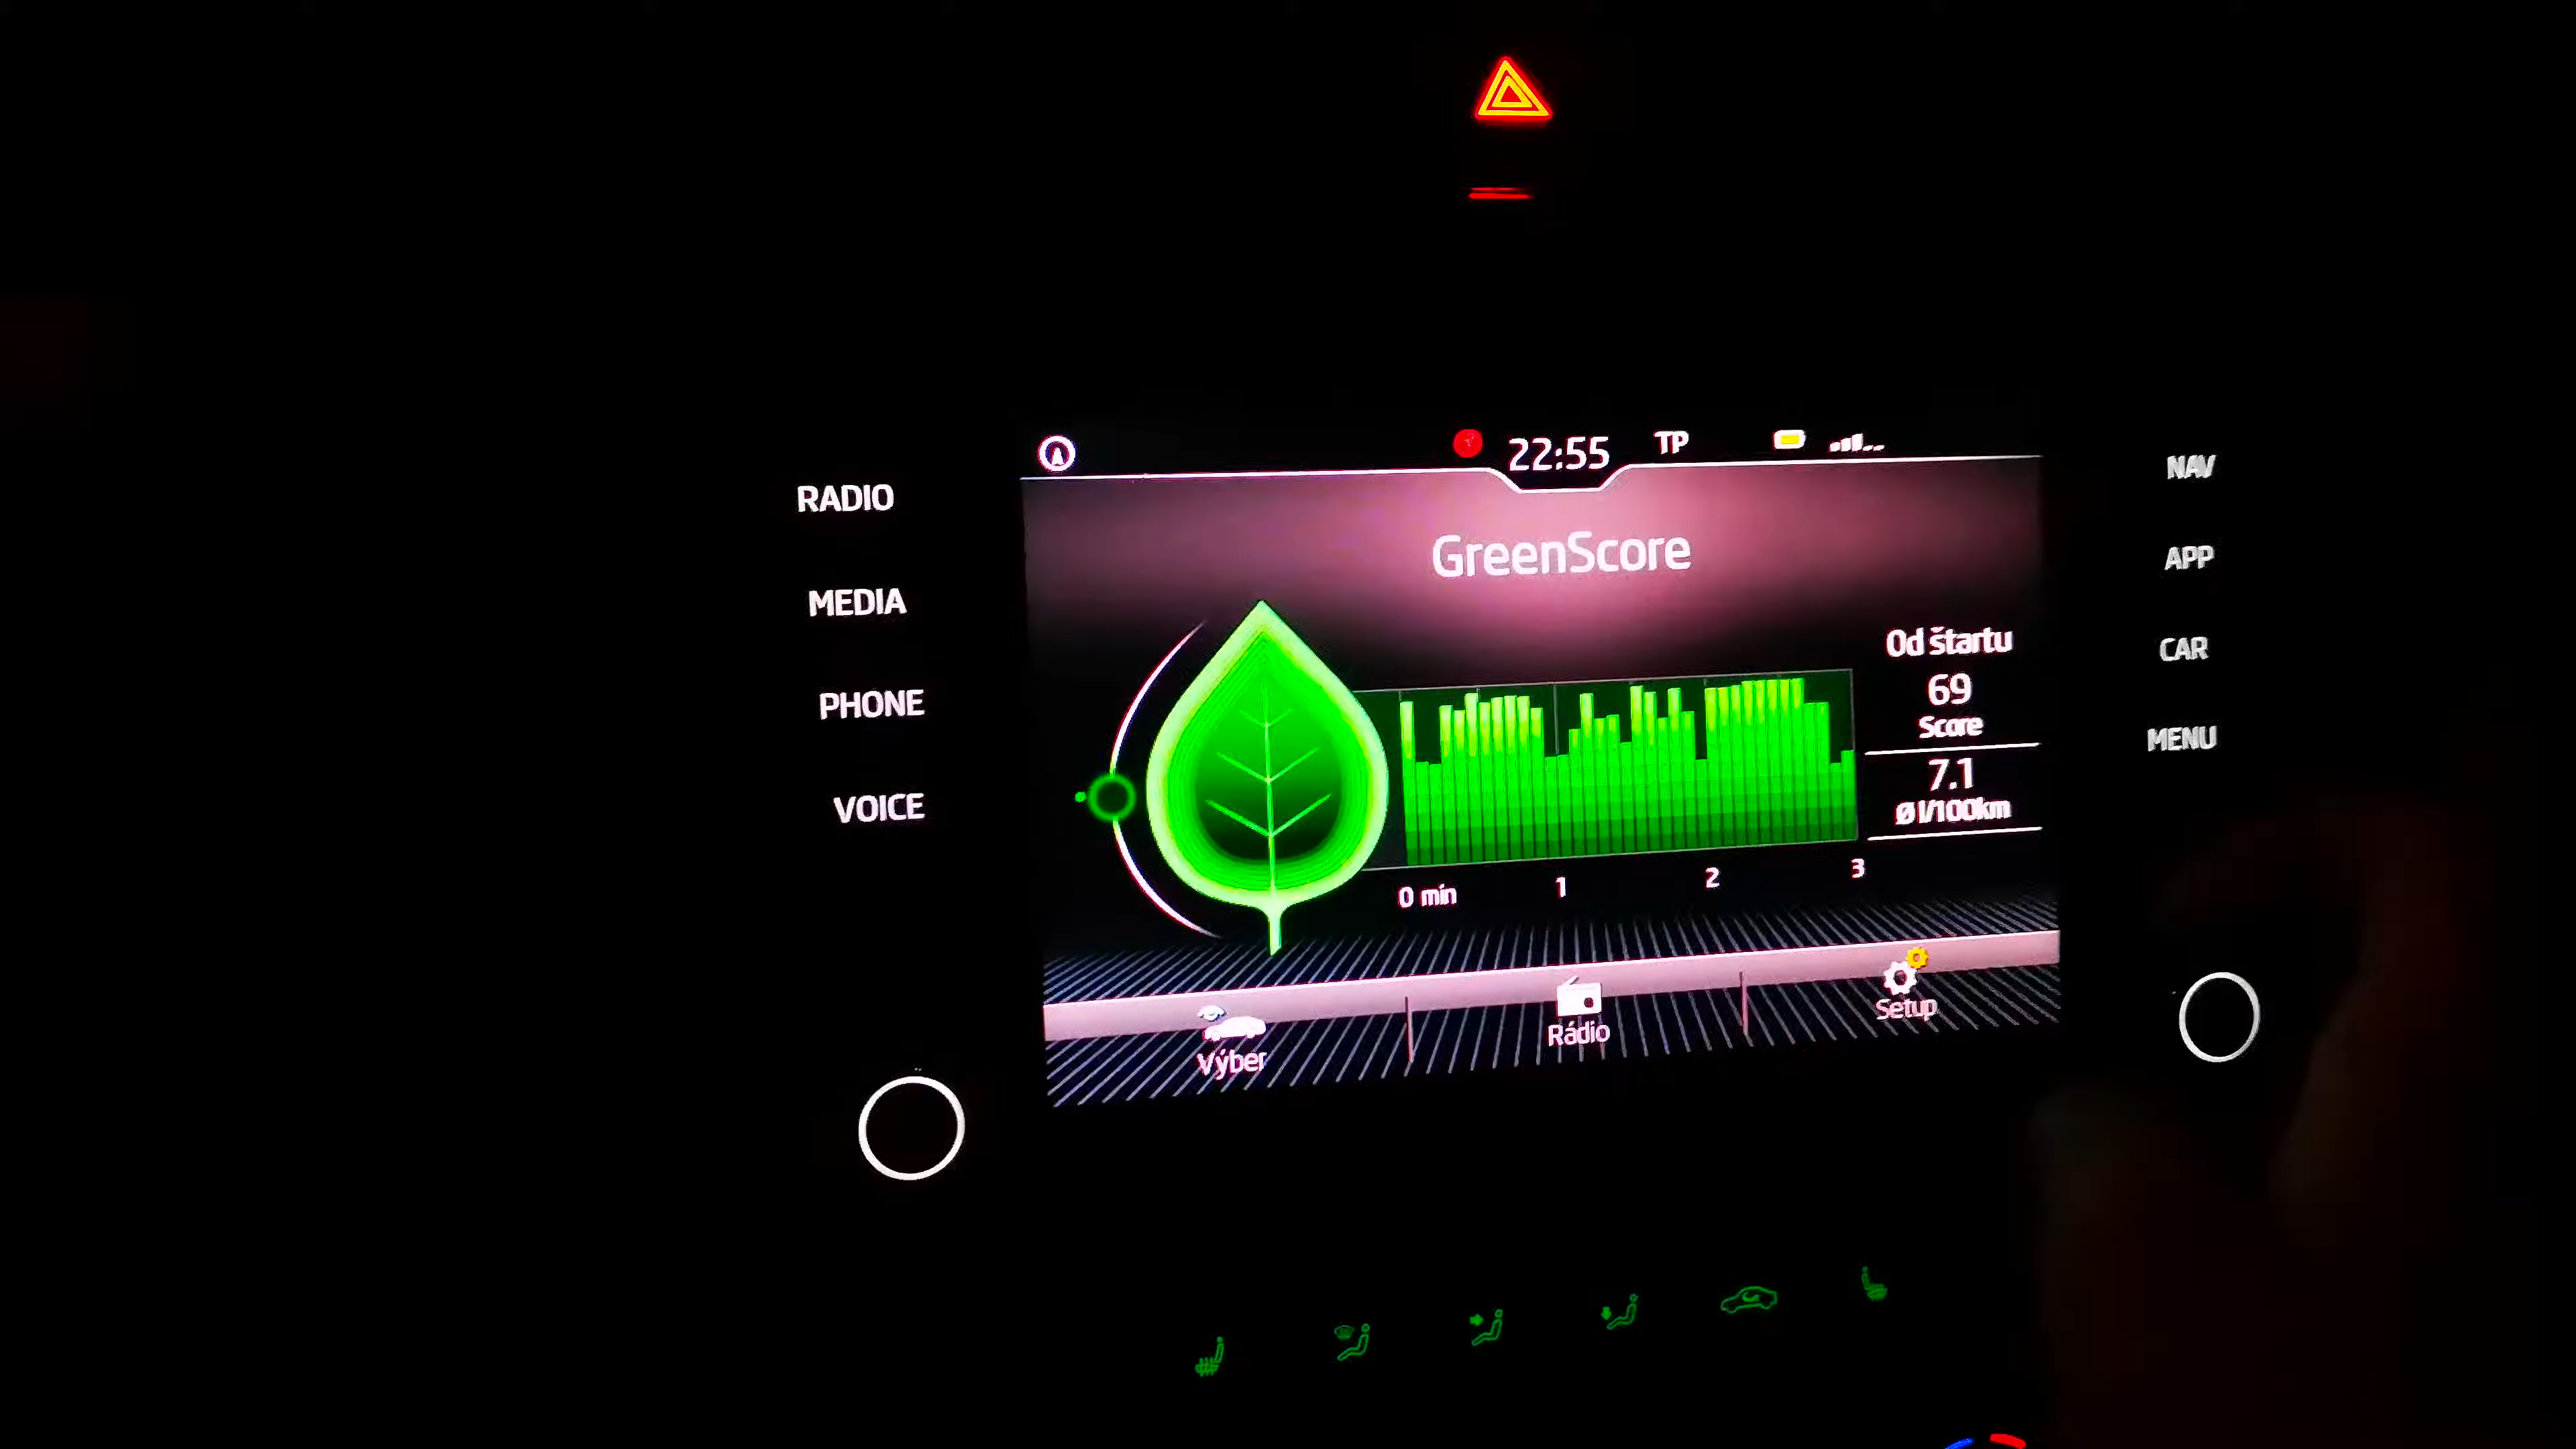 22:55
TP
RADIO
MEDIA
PHONE
VOICE
GreenScore
Od štartu
69
Score
7.1
Ø l/100km
0 min
1
2
3
Výber
Rádio
Setup
NAV
APP
CAR
MENU